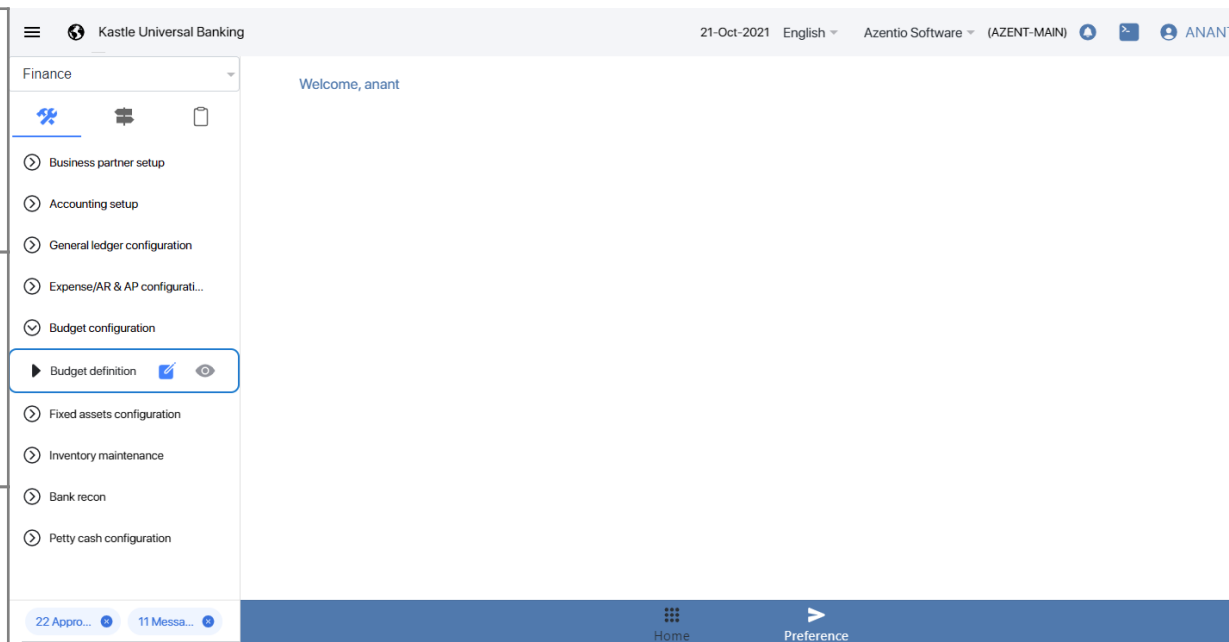 Kastle Universal Banking
21-Oct-2021 English Azentio Software (AZENT-MAIN) ANANT
Finance
Welcome, anant
Business partner setup
Accounting setup
General ledger configuration
Expense/AR & AP configurati...
Budget configuration
Budget definition
Fixed assets configuration
Inventory maintenance
Bank recon
Petty cash configuration
22 Appro... 11 Messa...
Home Preference